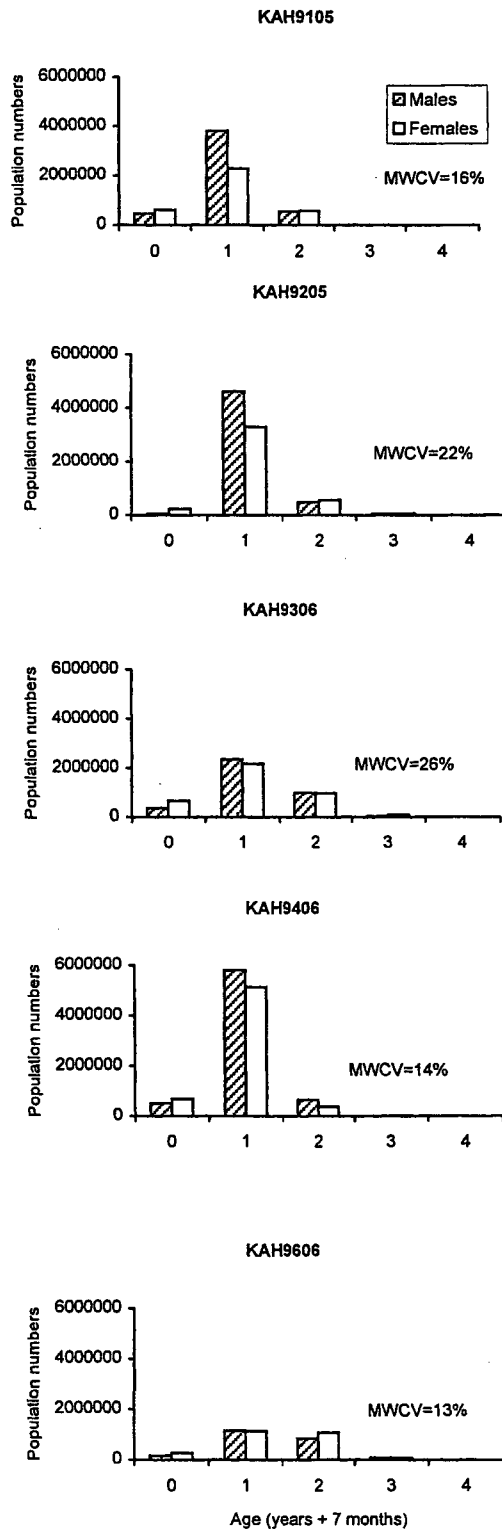 KAH9105
Population numbers
6000000
4000000
2000000
0
Males
Females
MWCV=16%
0 1 2 3 4
KAH9205
Population numbers
6000000
4000000
2000000
0
MWCV=22%
0 1 2 3 4
KAH9306
Population numbers
6000000
4000000
2000000
0
MWCV=26%
0 1 2 3 4
KAH9406
Population numbers
6000000
4000000
2000000
0
MWCV=14%
0 1 2 3 4
KAH9606
Population numbers
6000000
4000000
2000000
0
MWCV=13%
0 1 2 3 4
Age (years + 7 months)